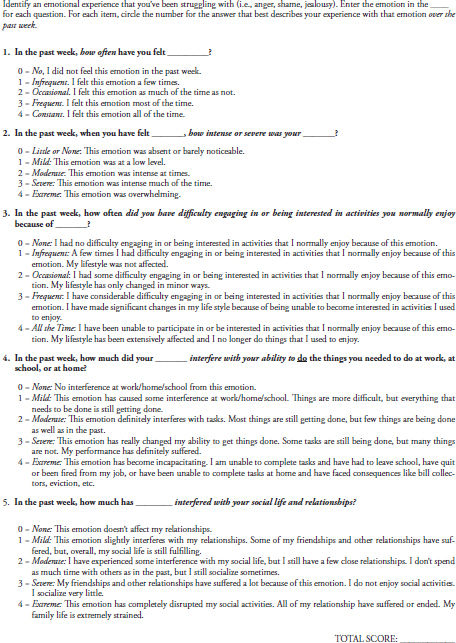 Identify an emotional experience that you've been struggling with (i.e., anger, shame, jealousy). Enter the emotion in the ____
for each question. For each item, circle the number for the answer that best describes your experience with that emotion over the
past week.
1. In the past week, how often have you felt ________?
0 – No, I did not feel this emotion in the past week.
1 – Infrequent. I felt this emotion a few times.
2 – Occasional. I felt this emotion as much of the time as not.
3 – Frequent. I felt this emotion most of the time.
4 – Constant. I felt this emotion all of the time.
2. In the past week, when you have felt ______, how intense or severe was your ______?
0 – Little or None: This emotion was absent or barely noticeable.
1 – Mild: This emotion was at a low level.
2 – Moderate: This emotion was intense at times.
3 – Severe: This emotion was intense much of the time.
4 – Extreme: This emotion was overwhelming.
3. In the past week, how often did you have difficulty engaging in or being interested in activities you normally enjoy
because of ______?
0 – None: I had no difficulty engaging in or being interested in activities that I normally enjoy because of this emotion.
1 – Infrequent: A few times I had difficulty engaging in or being interested in activities that I normally enjoy because of this
emotion. My lifestyle was not affected.
2 – Occasional: I had some difficulty engaging in or being interested in activities that I normally enjoy because of this emo-
tion. My lifestyle has only changed in minor ways.
3 – Frequent: I have considerable difficulty engaging in or being interested in activities that I normally enjoy because of this
emotion. I have made significant changes in my life style because of being unable to become interested in activities I used
to enjoy.
4 – All the Time: I have been unable to participate in or be interested in activities that I normally enjoy because of this emo-
tion. My lifestyle has been extensively affected and I no longer do things that I used to enjoy.
4. In the past week, how much did your ______ interfere with your ability to do the things you needed to do at work, at
school, or at home?
0 – None: No interference at work/home/school from this emotion.
1 – Mild: This emotion has caused some interference at work/home/school. Things are more difficult, but everything that
needs to be done is still getting done.
2 – Moderate: This emotion definitely interferes with tasks. Most things are still getting done, but few things are being done
as well as in the past.
3 – Severe: This emotion has really changed my ability to get things done. Some tasks are still being done, but many things
are not. My performance has definitely suffered.
4 – Extreme: This emotion has become incapacitating. I am unable to complete tasks and have had to leave school, have quit
or been fired from my job, or have been unable to complete tasks at home and have faced consequences like bill collec-
tors, eviction, etc.
5. In the past week, how much has ______ interfered with your social life and relationships?
0 – None: This emotion doesn't affect my relationships.
1 – Mild: This emotion slightly interferes with my relationships. Some of my friendships and other relationships have suf-
fered, but, overall, my social life is still fulfilling.
2 – Moderate: I have experienced some interference with my social life, but I still have a few close relationships. I don't spend
as much time with others as in the past, but I still socialize sometimes.
3 – Severe: My friendships and other relationships have suffered a lot because of this emotion. I do not enjoy social activities.
I socialize very little.
4 – Extreme: This emotion has completely disrupted my social activities. All of my relationship have suffered or ended. My
family life is extremely strained.
TOTAL SCORE: __________